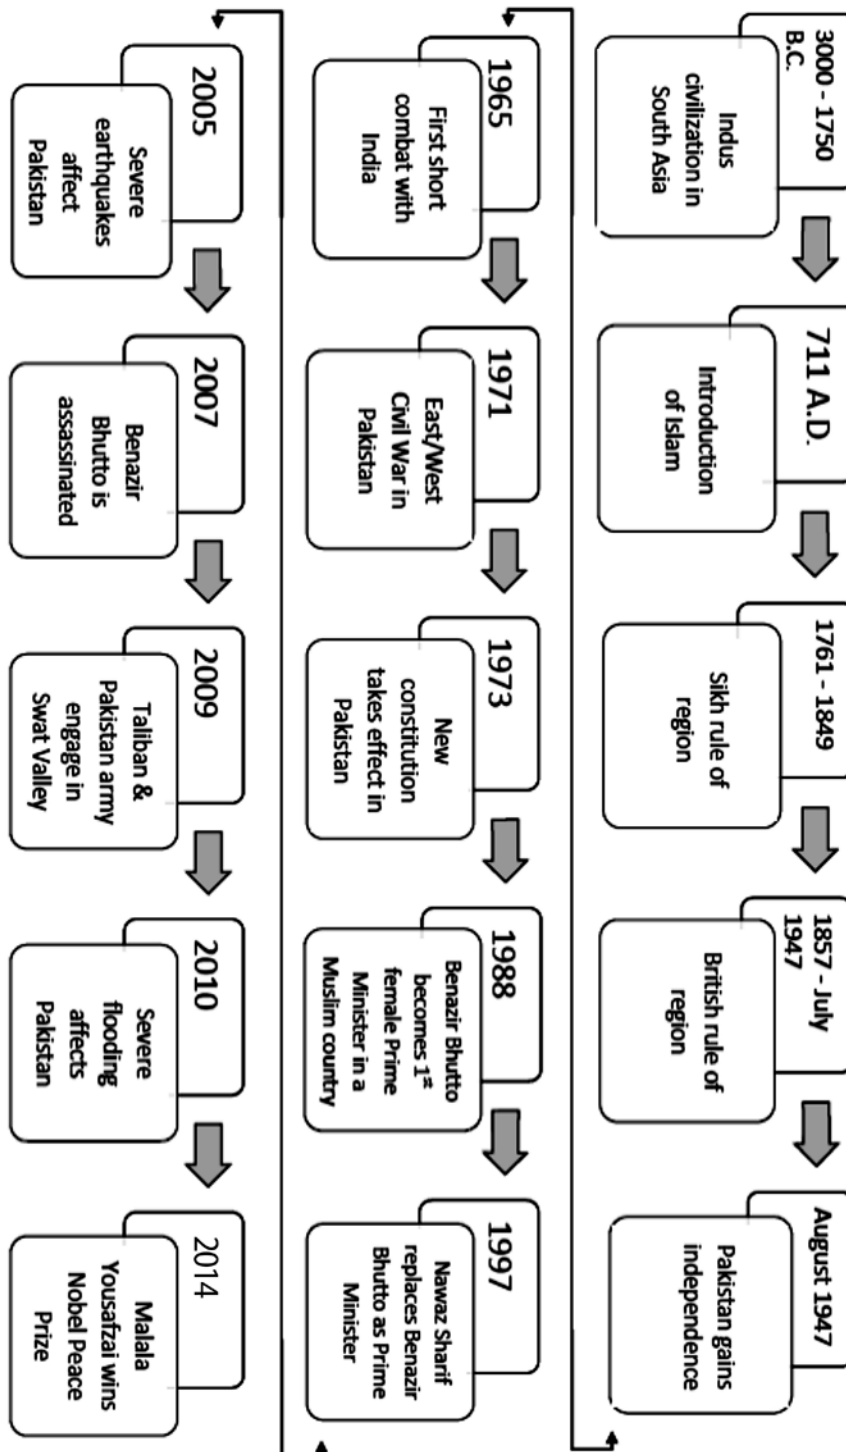 3000 - 1750
B.C.
Indus
civilization in
South Asia
711 A.D.
Introduction
of Islam
1761 - 1849
Sikh rule of
region
1857 - July
1947
British rule of
region
August 1947
Pakistan gains
independence
1965
First short
combat with
India
1971
East/West
Civil War in
Pakistan
1973
New
constitution
takes effect in
Pakistan
1988
Benazir Bhutto
becomes 1st
female Prime
Minister in a
Muslim country
1997
Nawaz Sharif
replaces Benazir
Bhutto as Prime
Minister
2005
Severe
earthquakes
affect
Pakistan
2007
Benazir
Bhutto is
assassinated
2009
Taliban &
Pakistan army
engage in
Swat Valley
2010
Severe
flooding
affects
Pakistan
2014
Malala
Yousafzai wins
Nobel Peace
Prize